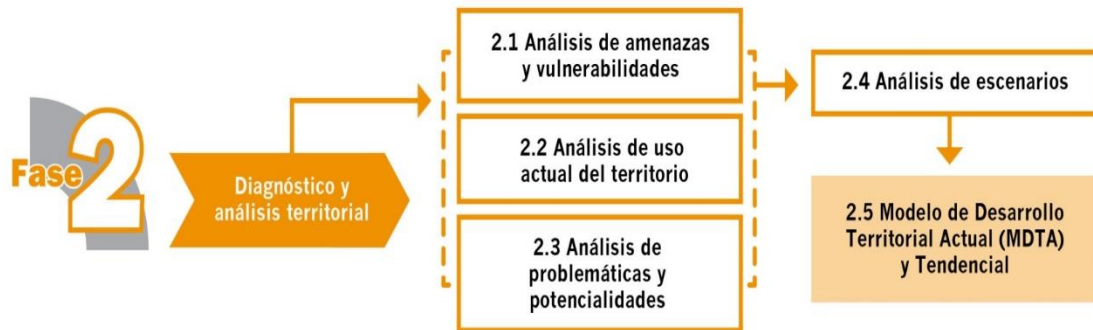 Fase 2
Diagnóstico y
análisis territorial
2.1 Análisis de amenazas
y vulnerabilidades
2.2 Análisis de uso
actual del territorio
2.3 Análisis de
problemáticas y
potencialidades
2.4 Análisis de escenarios
2.5 Modelo de Desarrollo
Territorial Actual (MDTA)
y Tendencial